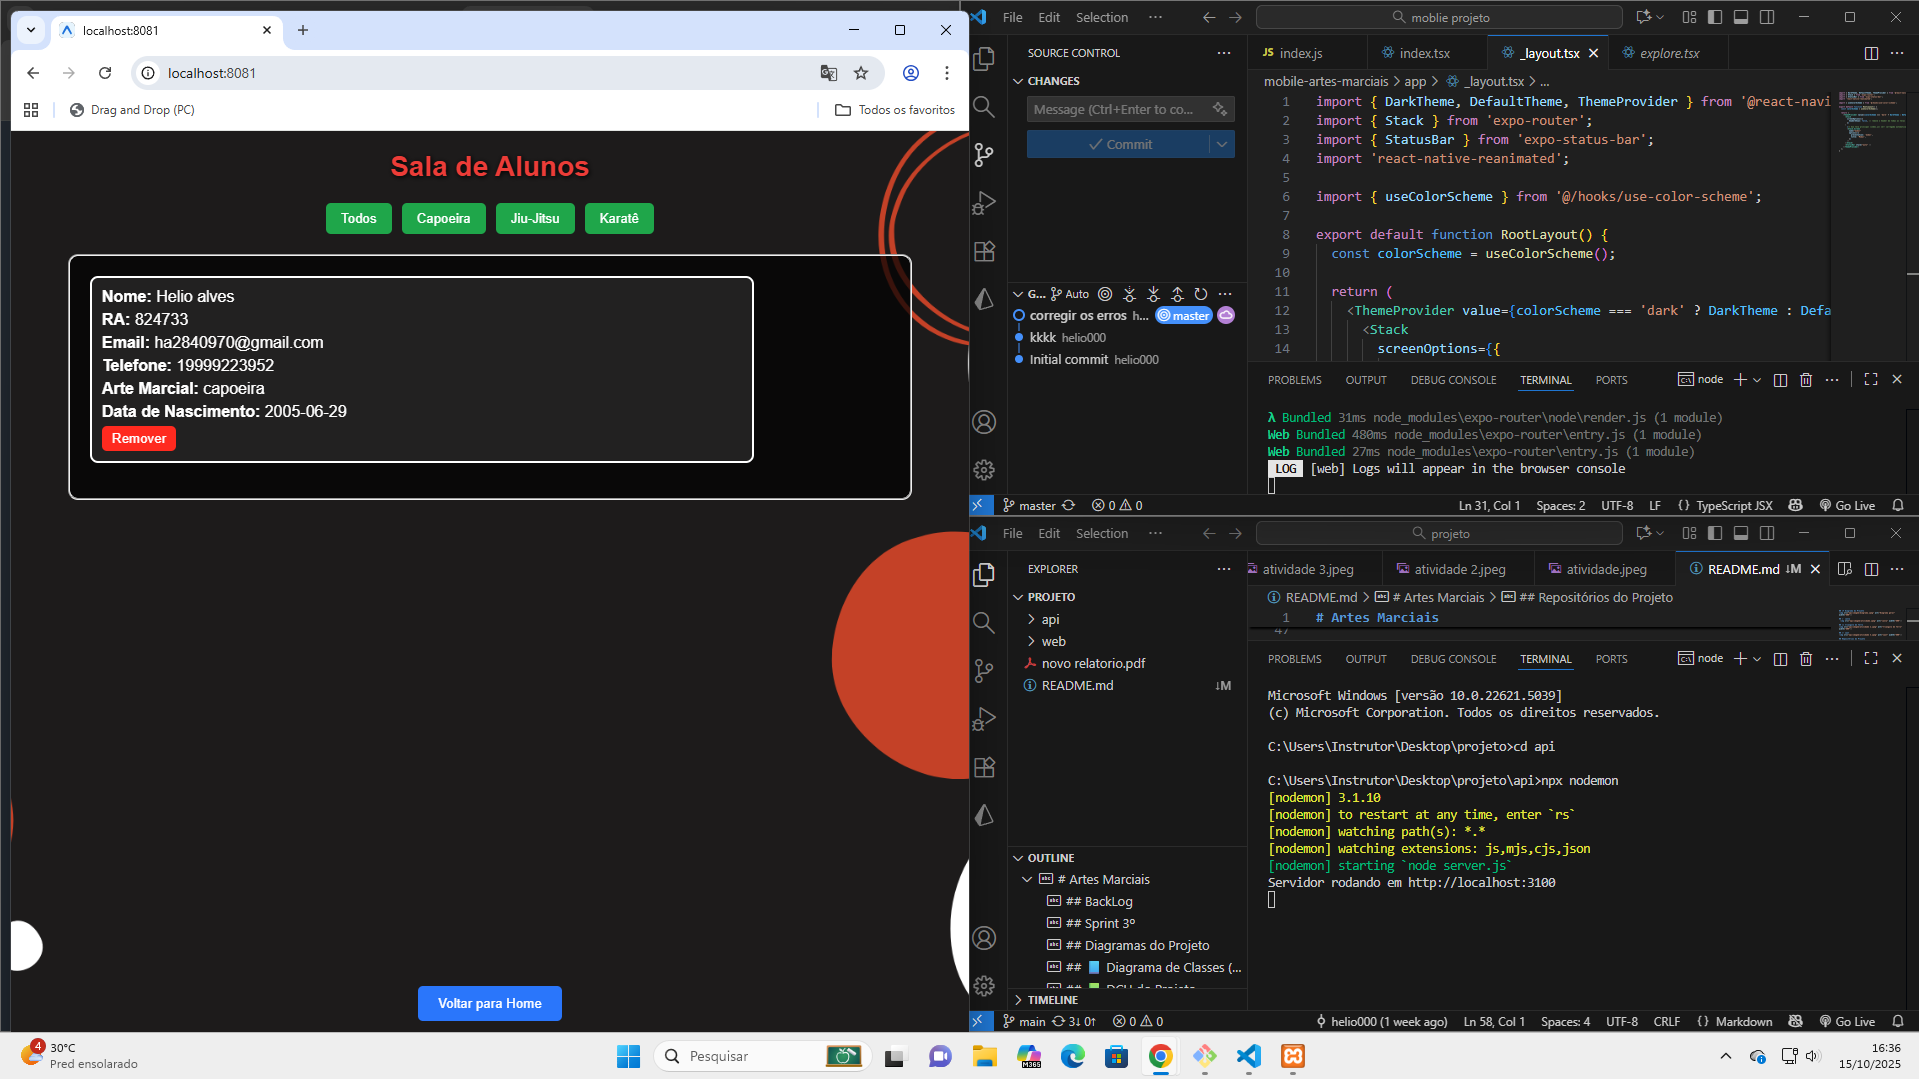 localhost:8081
localhost:8081
Drag and Drop (PC)
Todos os favoritos
Sala de Alunos
Todos
Capoeira
Jiu-Jitsu
Karatê
Nome: Helio alves
RA: 824733
Email: ha2840970@gmail.com
Telefone: 19999223952
Arte Marcial: capoeira
Data de Nascimento: 2005-06-29
Remover
Voltar para Home
File Edit Selection ···
moblie projeto
SOURCE CONTROL
CHANGES
Message (Ctrl+Enter to co...
Commit
G... Auto
corregir os erros h... master
kkkk helio000
Initial commit helio000
index.js
index.tsx
_layout.tsx
explore.tsx
mobile-artes-marciais > app > _layout.tsx > ...
1 import { DarkTheme, DefaultTheme, ThemeProvider } from '@react-navi
2 import { Stack } from 'expo-router';
3 import { StatusBar } from 'expo-status-bar';
4 import 'react-native-reanimated';
5
6 import { useColorScheme } from '@/hooks/use-color-scheme';
7
8 export default function RootLayout() {
9 const colorScheme = useColorScheme();
10
11 return (
12 <ThemeProvider value={colorScheme === 'dark' ? DarkTheme : Defa
13 <Stack
14 screenOptions={{
PROBLEMS OUTPUT DEBUG CONSOLE TERMINAL PORTS
node
λ Bundled 31ms node_modules\expo-router\node\render.js (1 module)
Web Bundled 480ms node_modules\expo-router\entry.js (1 module)
Web Bundled 27ms node_modules\expo-router\entry.js (1 module)
LOG [web] Logs will appear in the browser console
master 0 0
Ln 31, Col 1 Spaces: 2 UTF-8 LF {} TypeScript JSX Go Live
File Edit Selection ···
projeto
EXPLORER
PROJETO
api
web
novo relatorio.pdf
README.md ↓M
OUTLINE
# Artes Marciais
## BackLog
## Sprint 3º
## Diagramas do Projeto
## Diagrama de Classes (...
TIMELINE
atividade 3.jpeg
atividade 2.jpeg
atividade.jpeg
README.md ↓M
README.md > # Artes Marciais > ## Repositórios do Projeto
1 # Artes Marciais
47
PROBLEMS OUTPUT DEBUG CONSOLE TERMINAL PORTS
node
Microsoft Windows [versão 10.0.22621.5039]
(c) Microsoft Corporation. Todos os direitos reservados.
C:\Users\Instrutor\Desktop\projeto>cd api
C:\Users\Instrutor\Desktop\projeto\api>npx nodemon
[nodemon] 3.1.10
[nodemon] to restart at any time, enter `rs`
[nodemon] watching path(s): *.*
[nodemon] watching extensions: js,mjs,cjs,json
[nodemon] starting `node server.js`
Servidor rodando em http://localhost:3100
main 3↓ 0↑ 0 0
helio000 (1 week ago) Ln 58, Col 1 Spaces: 4 UTF-8 CRLF {} Markdown Go Live
4
30°C
Pred ensolarado
Pesquisar
M365
16:36
15/10/2025